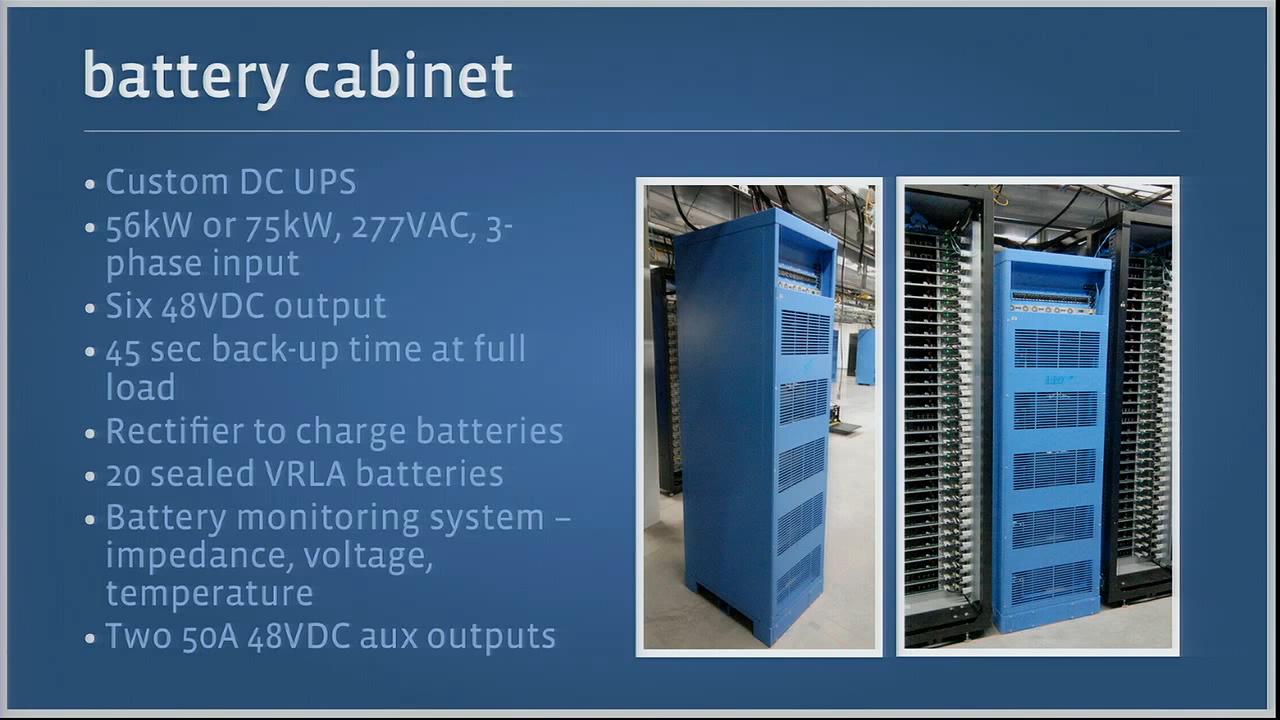 battery cabinet
• Custom DC UPS
• 56kW or 75kW, 277VAC, 3-
phase input
• Six 48VDC output
• 45 sec back-up time at full
load
• Rectifier to charge batteries
• 20 sealed VRLA batteries
• Battery monitoring system –
impedance, voltage,
temperature
• Two 50A 48VDC aux outputs